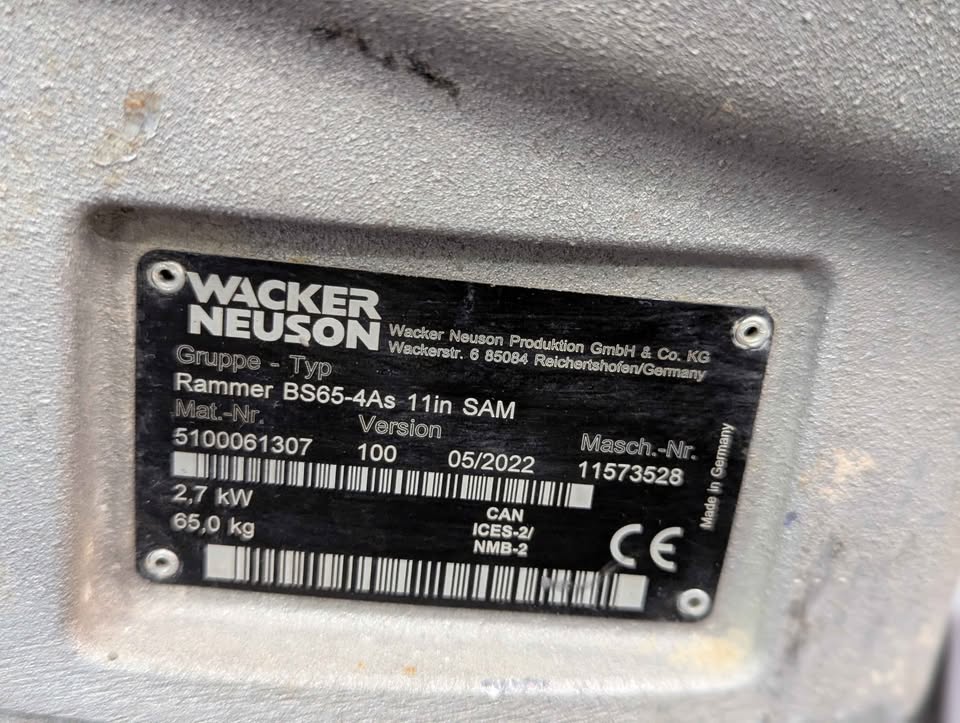 WACKER
NEUSON
Wacker Neuson Produktion GmbH & Co. KG
Wackerstr. 6 85084 Reichertshofen/Germany
Gruppe - Typ
Rammer BS65-4As 11in SAM
Mat.-Nr. Version Masch.-Nr.
5100061307 100 05/2022 11573528
2,7 kW
65,0 kg
CAN
ICES-2/
NMB-2
CE
Made in Germany